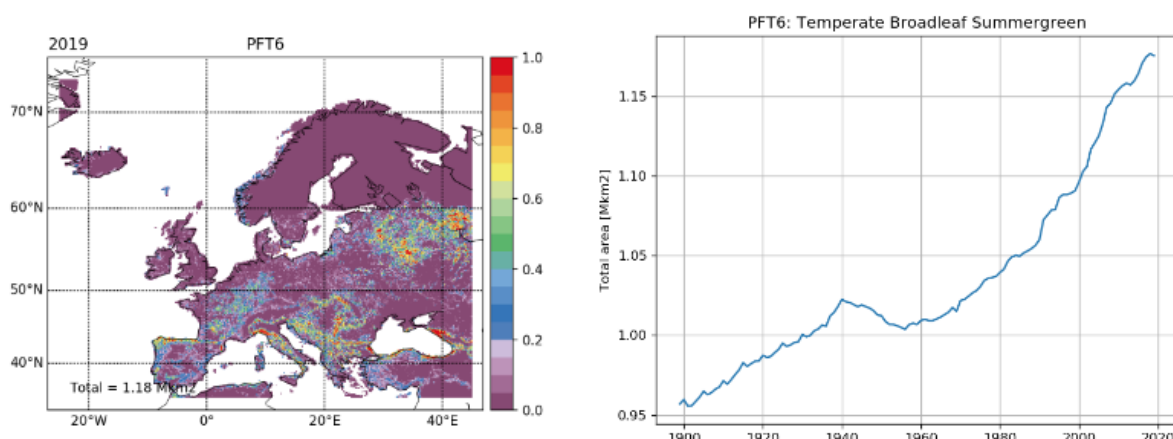 2019 PFT6
70°N
60°N
50°N
40°N
Total = 1.18 Mkm2
20°W 0° 20°E 40°E
1.0
0.8
0.6
0.4
0.2
0.0
PFT6: Temperate Broadleaf Summergreen
Total area [Mkm2]
1.15
1.10
1.05
1.00
0.95
1900 1920 1940 1960 1980 2000 2020